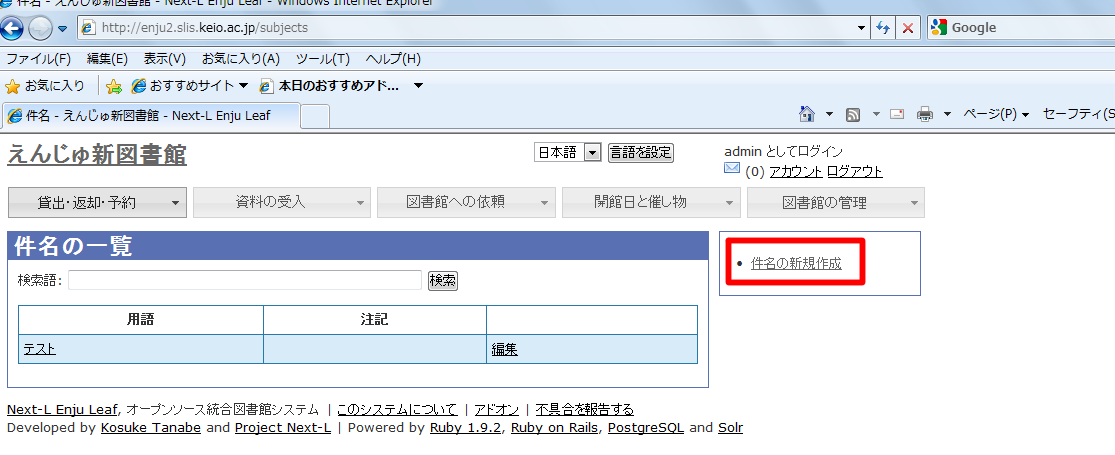 件名 - えんじゅ新図書館 - Next-L Enju Leaf - Windows Internet Explorer
http://enju2.slis.keio.ac.jp/subjects
Google
ファイル(F) 編集(E) 表示(V) お気に入り(A) ツール(T) ヘルプ(H)
お気に入り おすすめサイト 本日のおすすめアド...
件名 - えんじゅ新図書館 - Next-L Enju Leaf ページ(P) セーフティ(S
えんじゅ新図書館 日本語 言語を設定 admin としてログイン
(0) アカウント ログアウト
貸出・返却・予約 資料の受入 図書館への依頼 開館日と催し物 図書館の管理
件名の一覧
件名の新規作成
検索語: 検索
用語 注記
テスト 編集
Next-L Enju Leaf, オープンソース統合図書館システム | このシステムについて | アドオン | 不具合を報告する
Developed by Kosuke Tanabe and Project Next-L | Powered by Ruby 1.9.2, Ruby on Rails, PostgreSQL and Solr